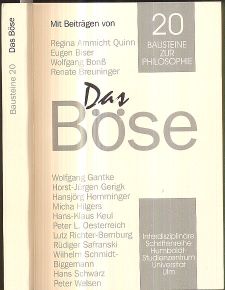 Bausteine 20 Das Böse
Mit Beiträgen von
Regina Ammicht Quinn
Eugen Biser
Wolfgang Bonß
Renate Breuninger
20
BAUSTEINE
ZUR
PHILOSOPHIE
Das
Böse
Wolfgang Gantke
Horst-Jürgen Gerigk
Hansjörg Hemminger
Micha Hilgers
Hans-Klaus Keul
Peter L. Oesterreich
Lutz Richter-Bernburg
Rüdiger Safranski
Wilhelm Schmidt-
Biggemann
Hans Schwarz
Peter Welsen
Interdisziplinäre
Schriftenreihe
Humboldt-
Studienzentrum
Universität
Ulm